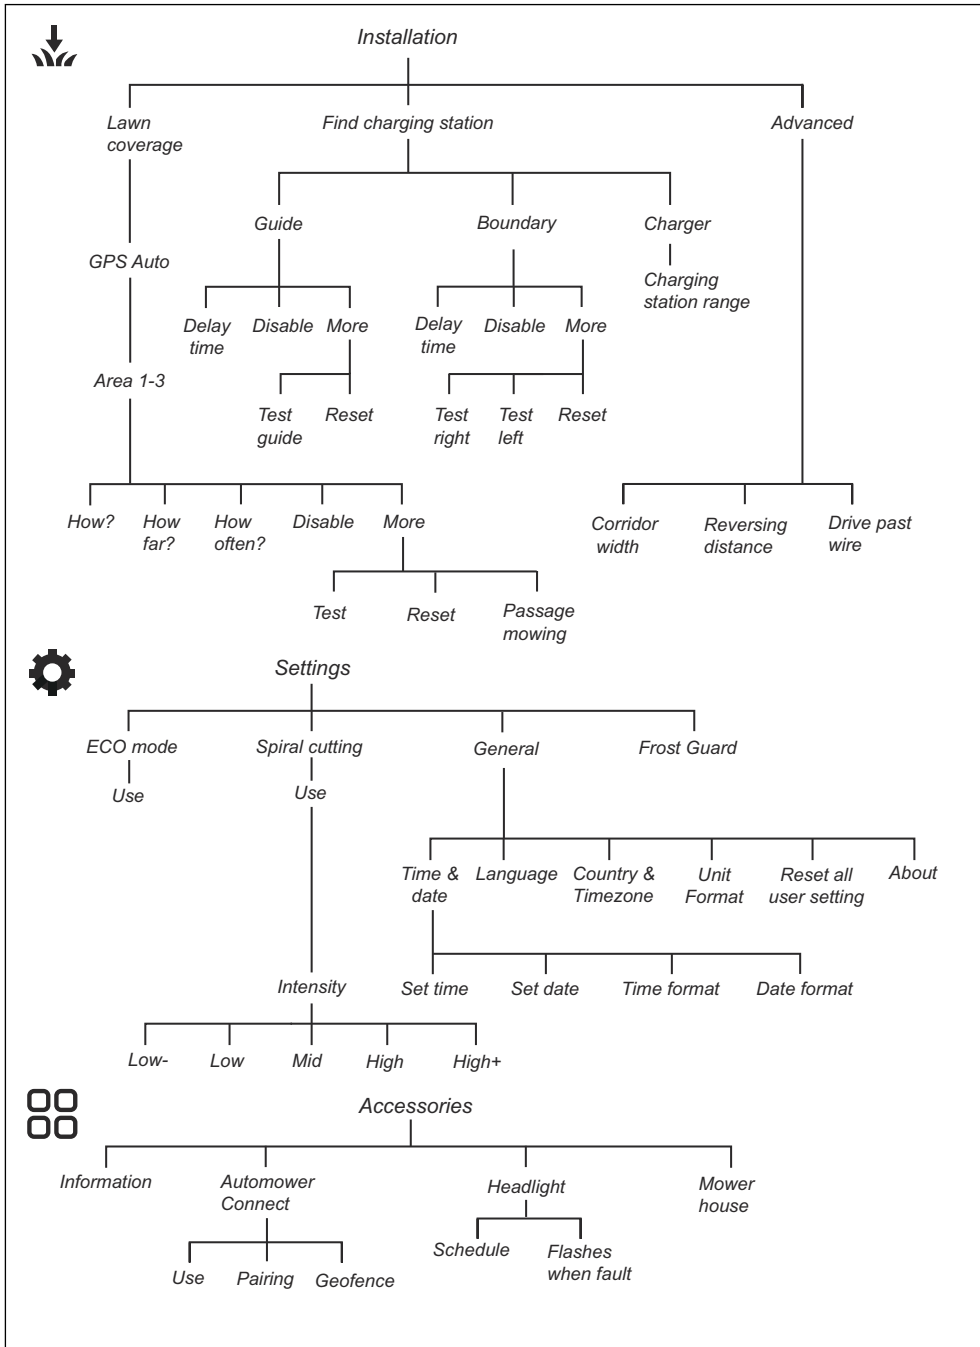 Installation
Lawn
coverage
Find charging station
Advanced
Guide
Boundary
Charger
GPS Auto
Charging
station range
Delay
time
Disable
More
Delay
time
Disable
More
Area 1-3
Test
guide
Reset
Test
right
Test
left
Reset
How?
How
far?
How
often?
Disable
More
Corridor
width
Reversing
distance
Drive past
wire
Test
Reset
Passage
mowing
Settings
ECO mode
Spiral cutting
General
Frost Guard
Use
Use
Time &
date
Language
Country &
Timezone
Unit
Format
Reset all
user setting
About
Intensity
Set time
Set date
Time format
Date format
Low-
Low
Mid
High
High+
Accessories
Information
Automower
Connect
Headlight
Mower
house
Schedule
Flashes
when fault
Use
Pairing
Geofence